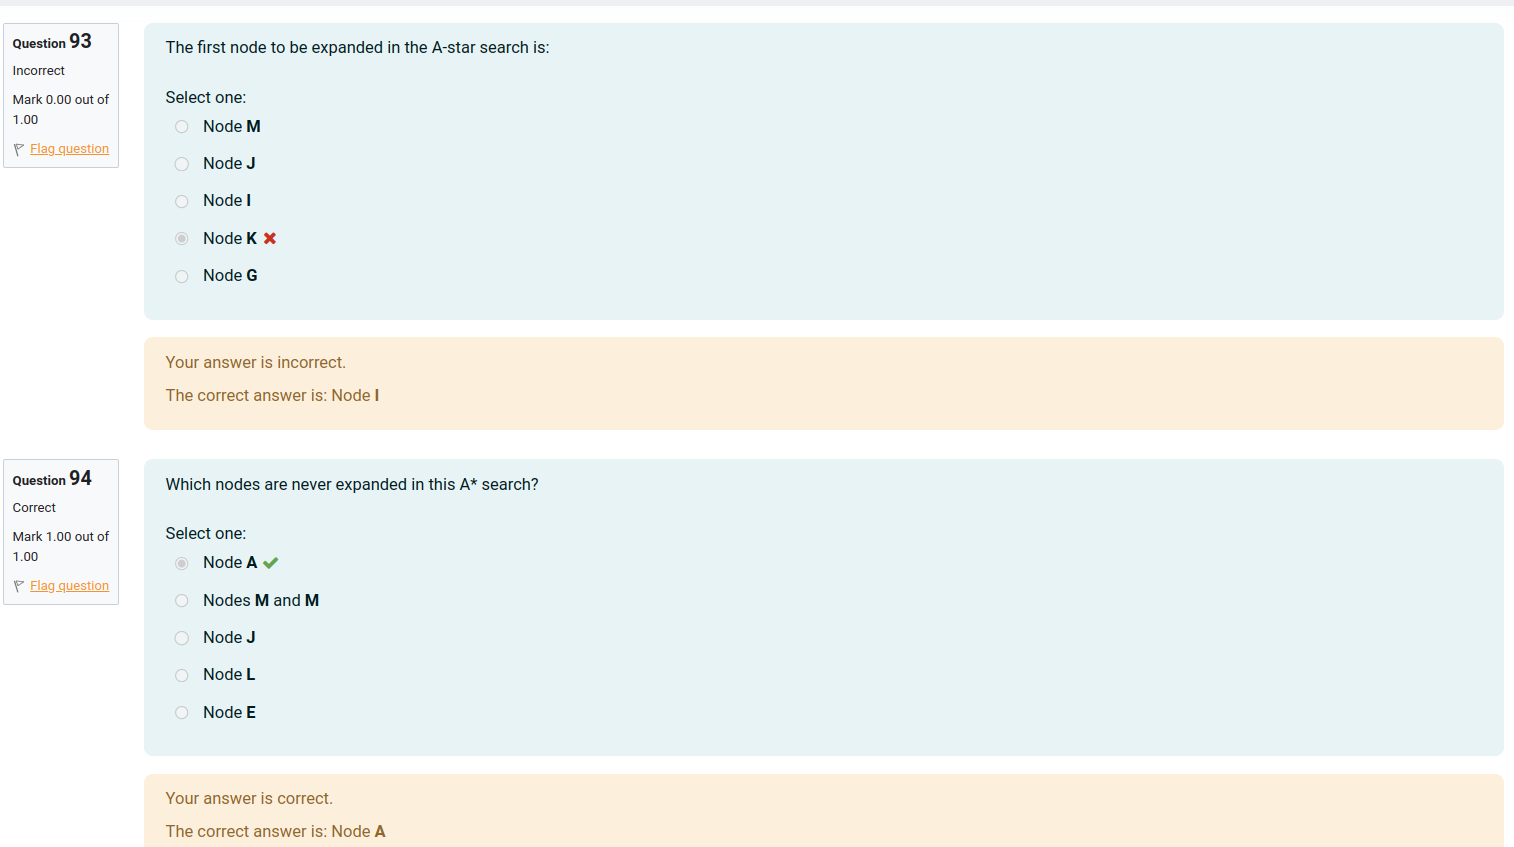 Question 93
Incorrect
Mark 0.00 out of
1.00
Flag question
The first node to be expanded in the A-star search is:
Select one:
Node M
Node J
Node I
Node K
Node G
Your answer is incorrect.
The correct answer is: Node I
Question 94
Correct
Mark 1.00 out of
1.00
Flag question
Which nodes are never expanded in this A* search?
Select one:
Node A
Nodes M and M
Node J
Node L
Node E
Your answer is correct.
The correct answer is: Node A